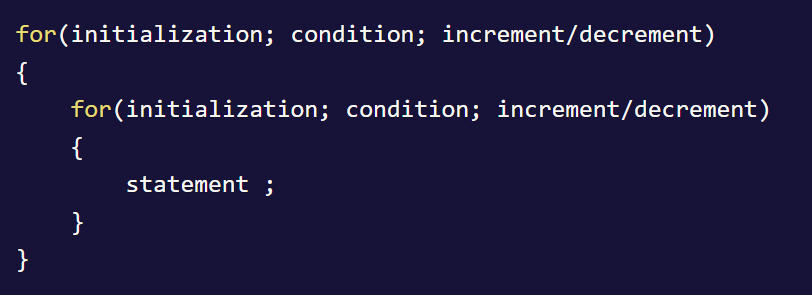 for(initialization; condition; increment/decrement)
{
    for(initialization; condition; increment/decrement)
    {
        statement ;
    }
}